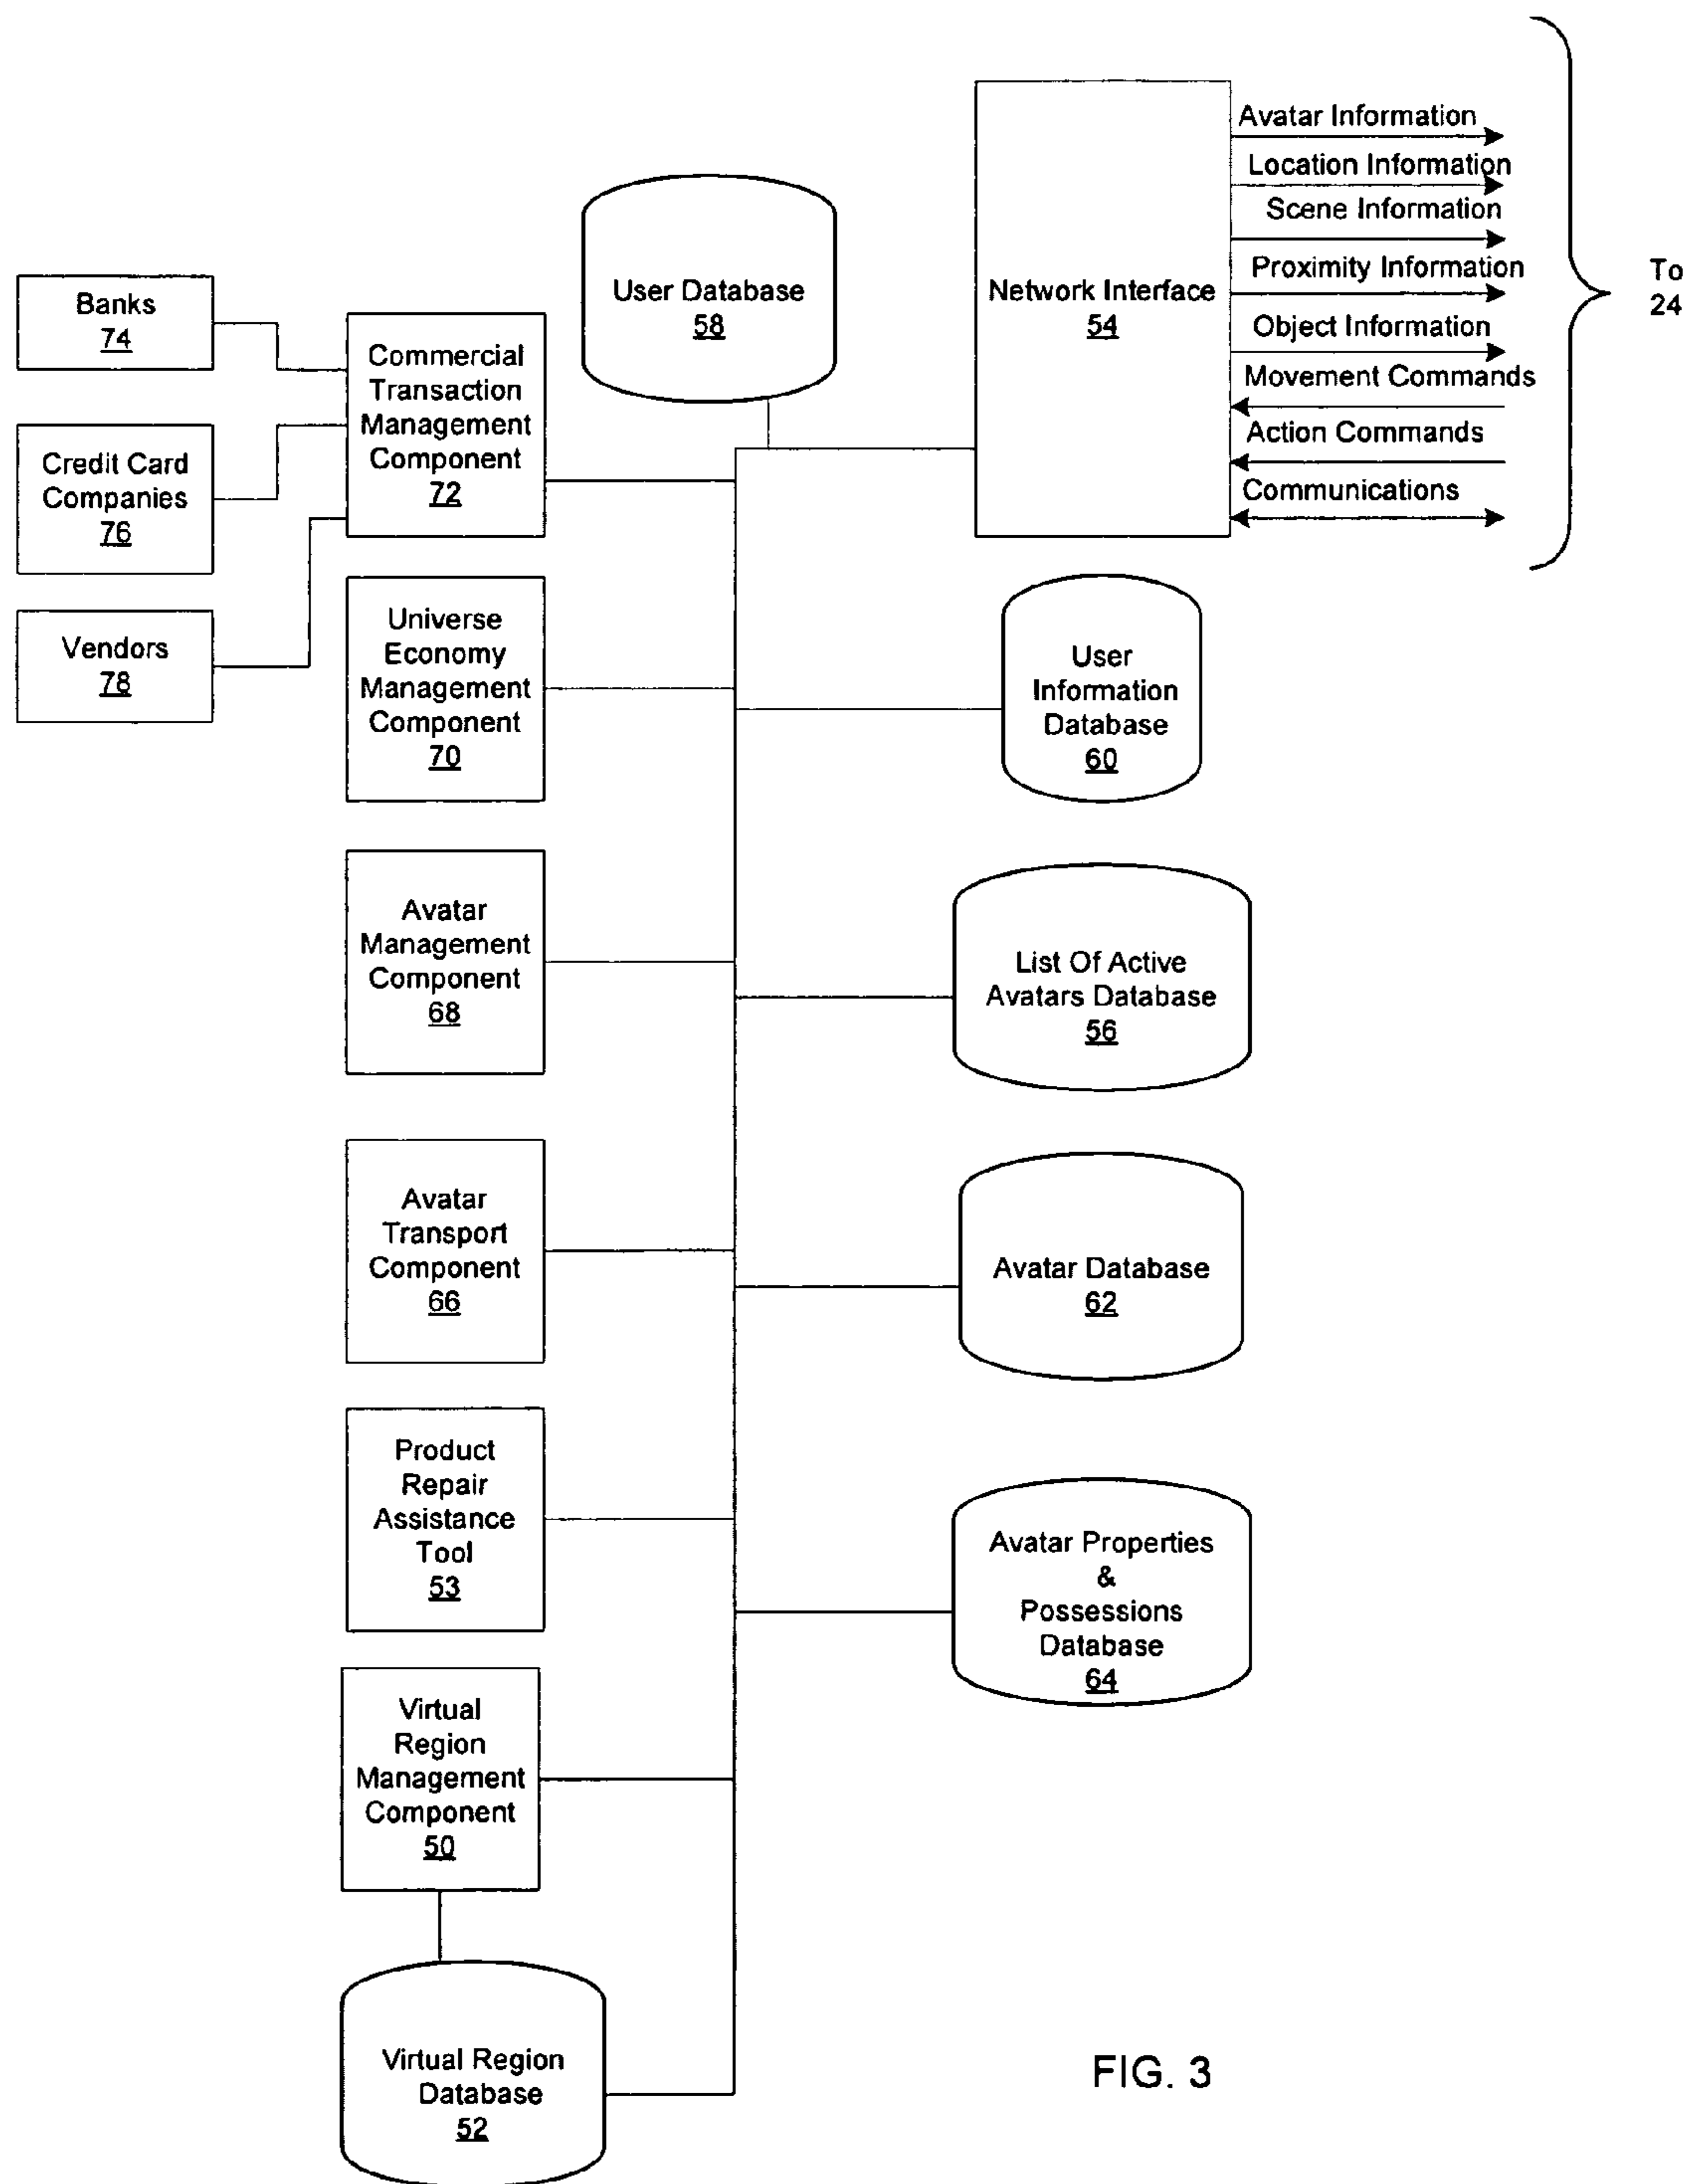 Avatar Information
Location Information
Scene Information
Proximity Information
Object Information
Movement Commands
Action Commands
Communications
To
24
Network Interface
54
User Database
58
Banks
74
Credit Card
Companies
76
Vendors
78
Commercial
Transaction
Management
Component
72
Universe
Economy
Management
Component
70
User
Information
Database
60
Avatar
Management
Component
68
List Of Active
Avatars Database
56
Avatar
Transport
Component
66
Avatar Database
62
Product
Repair
Assistance
Tool
53
Avatar Properties
&
Possessions
Database
64
Virtual
Region
Management
Component
50
Virtual Region
Database
52
FIG. 3